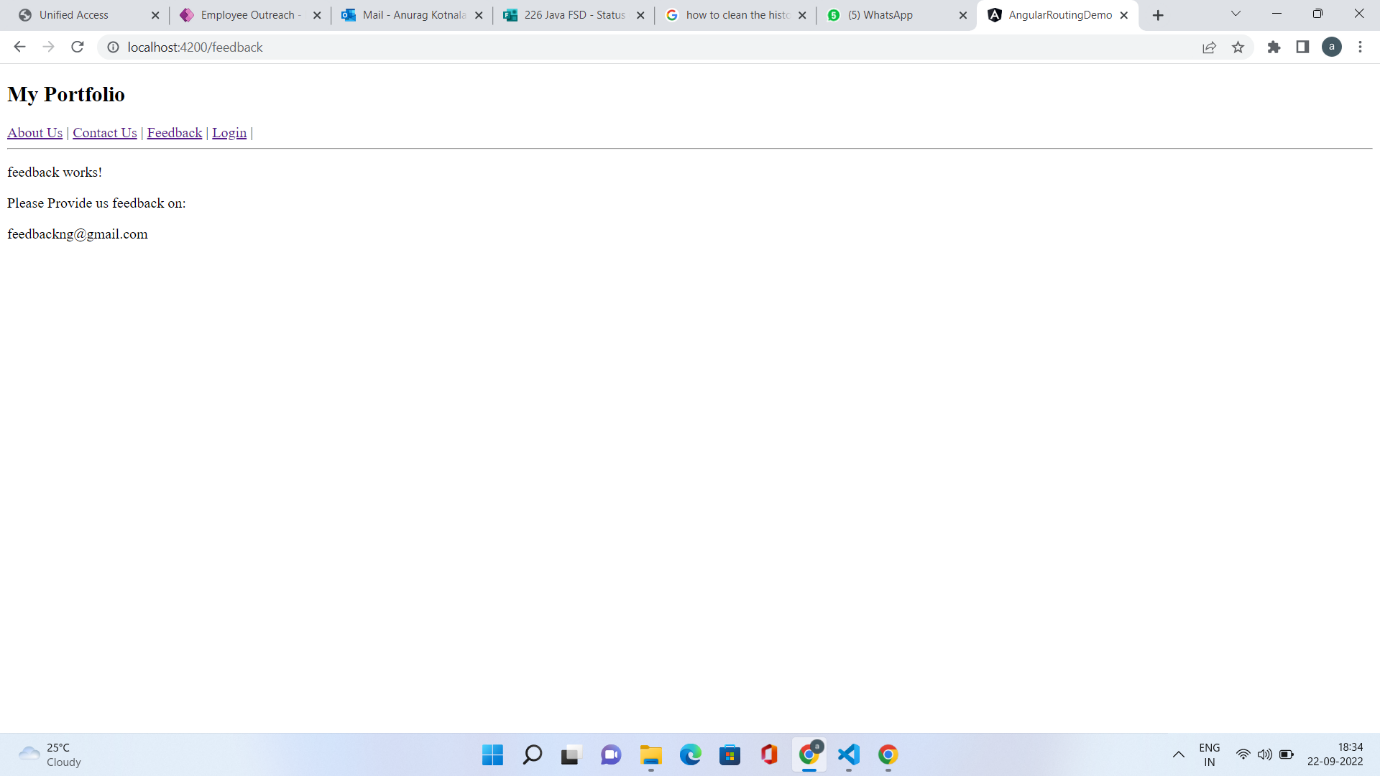 Unified Access
Employee Outreach -
Mail - Anurag Kotnala
226 Java FSD - Status
how to clean the histo
(5) WhatsApp
AngularRoutingDemo
localhost:4200/feedback
a
My Portfolio
About Us | Contact Us | Feedback | Login |
feedback works!
Please Provide us feedback on:
feedbackng@gmail.com
25°C
Cloudy
a
ENG
IN
18:34
22-09-2022